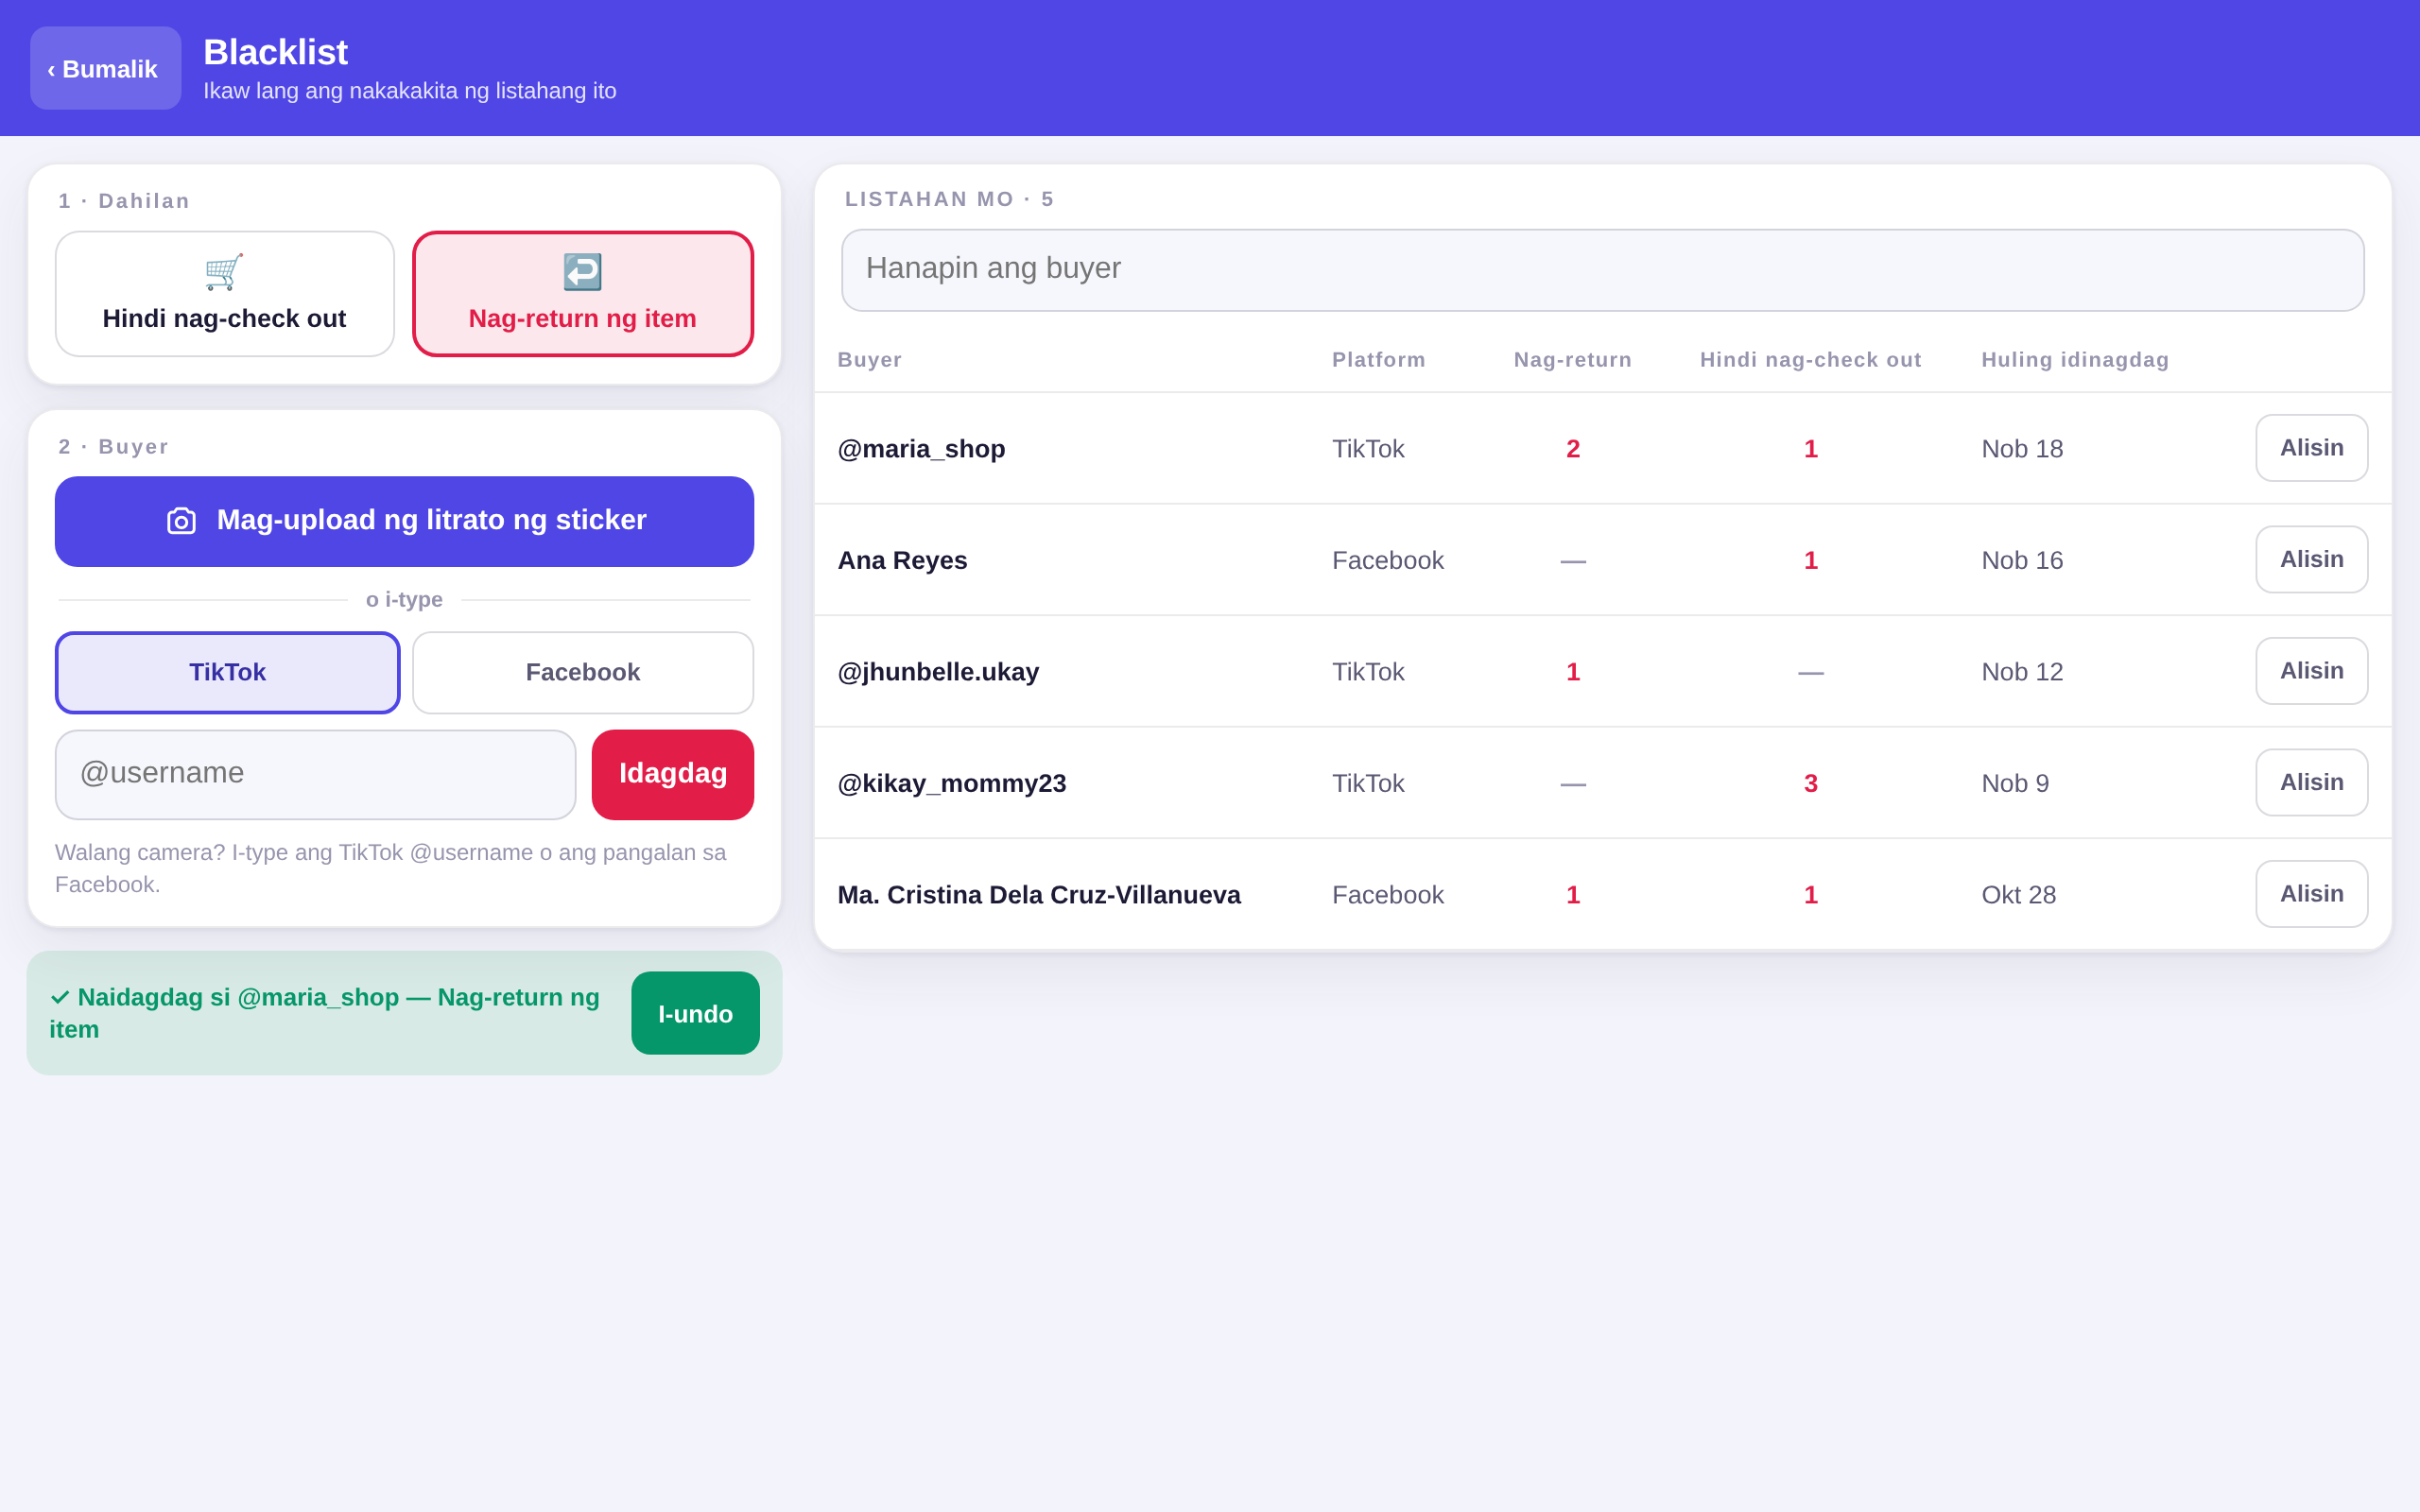 ‹ Bumalik
Blacklist
Ikaw lang ang nakakakita ng listahang ito
1 · Dahilan
Hindi nag-check out
Nag-return ng item
2 · Buyer
Mag-upload ng litrato ng sticker
o i-type
TikTok
Facebook
@username
Idagdag
Walang camera? I-type ang TikTok @username o ang pangalan sa
Facebook.
✓ Naidagdag si @maria_shop — Nag-return ng
item
I-undo
LISTAHAN MO · 5
Hanapin ang buyer
Buyer Platform Nag-return Hindi nag-check out Huling idinagdag
@maria_shop TikTok 2 1 Nob 18 Alisin
Ana Reyes Facebook — 1 Nob 16 Alisin
@jhunbelle.ukay TikTok 1 — Nob 12 Alisin
@kikay_mommy23 TikTok — 3 Nob 9 Alisin
Ma. Cristina Dela Cruz-Villanueva Facebook 1 1 Okt 28 Alisin